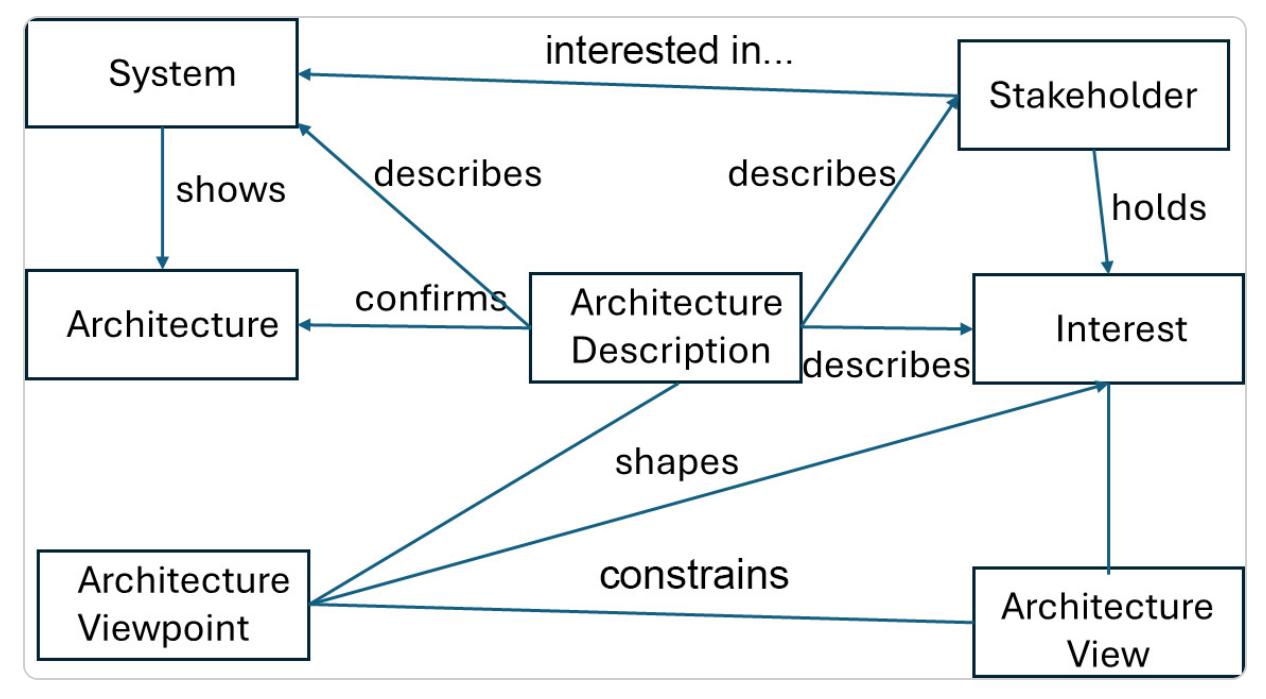 interested in...
System
Stakeholder
describes
describes
shows
holds
confirms
Architecture
Architecture
Description
Interest
describes
shapes
constrains
Architecture
Viewpoint
Architecture
View